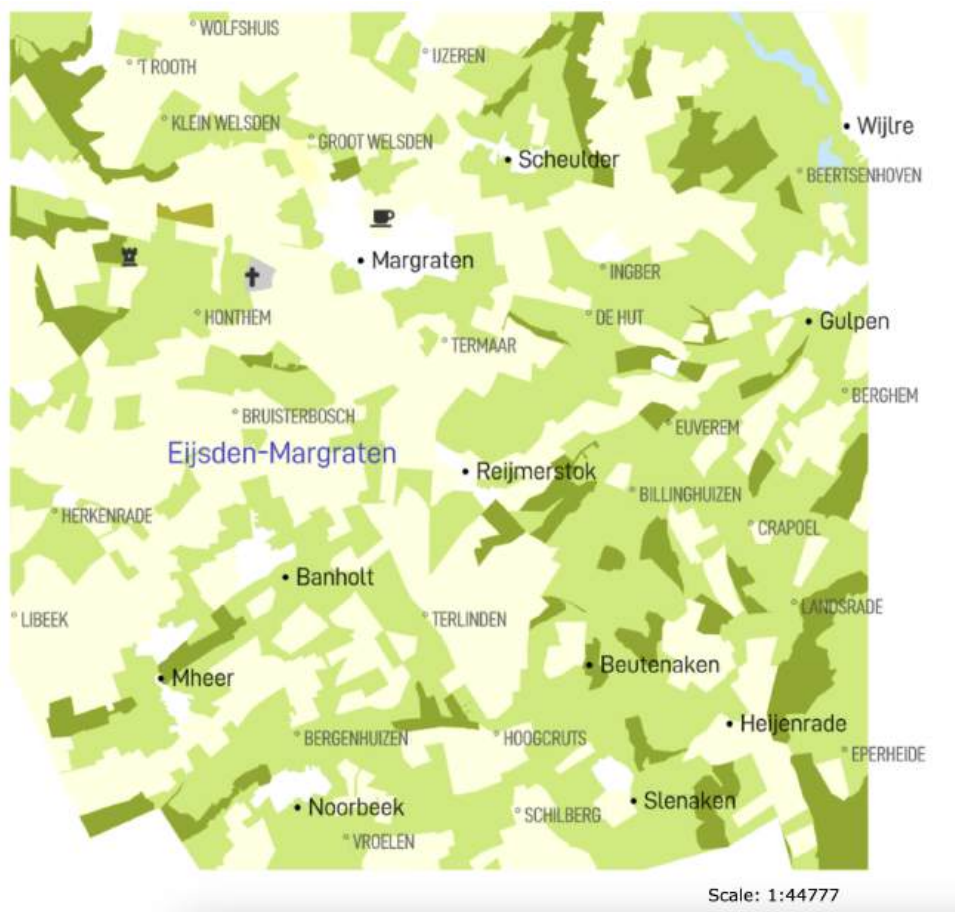 WOLFSHUIS
IJZEREN
'T ROOTH
KLEIN WELSDEN
GROOT WELSDEN
Wijlre
Scheulder
BEERTSENHOVEN
Margraten
INGBER
HONTHEM
DE HUT
Gulpen
TERMAAR
BERGHEM
BRUISTERBOSCH
EUVEREM
Eijsden-Margraten
Reijmerstok
BILLINGHUIZEN
HERKENRADE
CRAPOEL
Banholt
LANDSRADE
LIBEEK
TERLINDEN
Beutenaken
Mheer
Heijenrade
BERGENHUIZEN
HOOGCRUTS
EPERHEIDE
Slenaken
Noorbeek
SCHILBERG
VROELEN
Scale: 1:44777